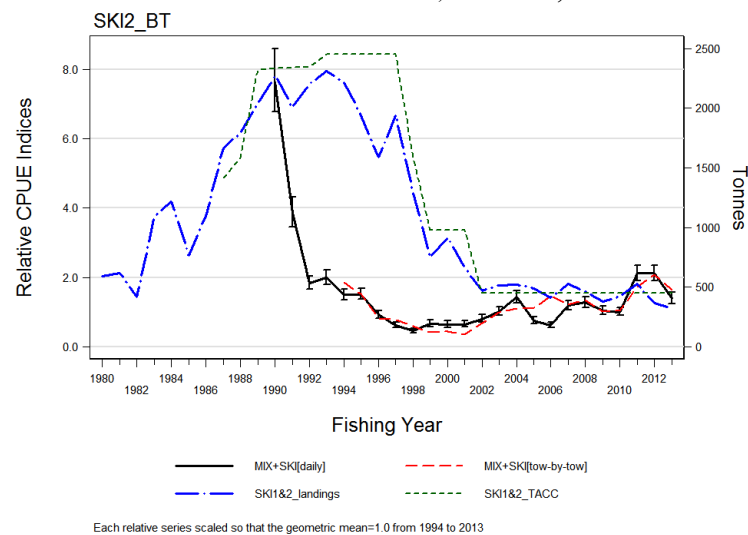 SKI2_BT
8.0
6.0
4.0
2.0
0.0
2500
2000
1500
1000
500
0
Relative CPUE Indices
Tonnes
1980 1984 1988 1992 1996 2000 2004 2008 2012
1982 1986 1990 1994 1998 2002 2006 2010
Fishing Year
MIX+SKI[daily] MIX+SKI[tow-by-tow]
SKI1&2_landings SKI1&2_TACC
Each relative series scaled so that the geometric mean=1.0 from 1994 to 2013